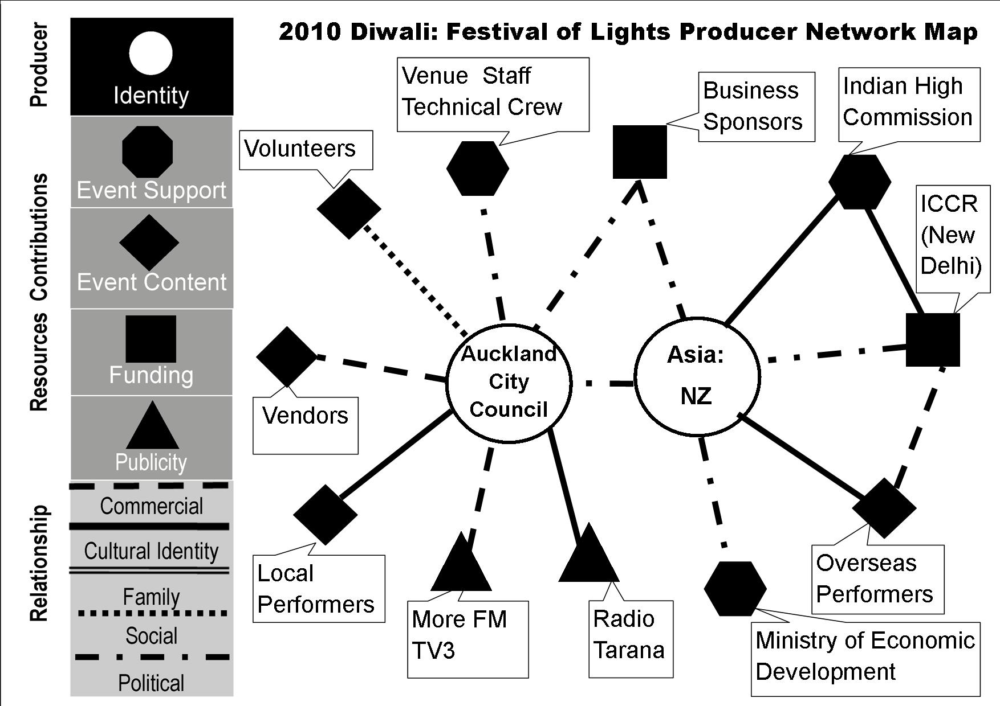 2010 Diwali: Festival of Lights Producer Network Map
Producer
Identity
Resources Contributions
Event Support
Event Content
Funding
Publicity
Relationship
Commercial
Cultural Identity
Family
Social
Political
Volunteers
Venue Staff
Technical Crew
Business
Sponsors
Indian High
Commission
ICCR
(New
Delhi)
Auckland
City
Council
Asia:
NZ
Vendors
Local
Performers
More FM
TV3
Radio
Tarana
Overseas
Performers
Ministry of Economic
Development